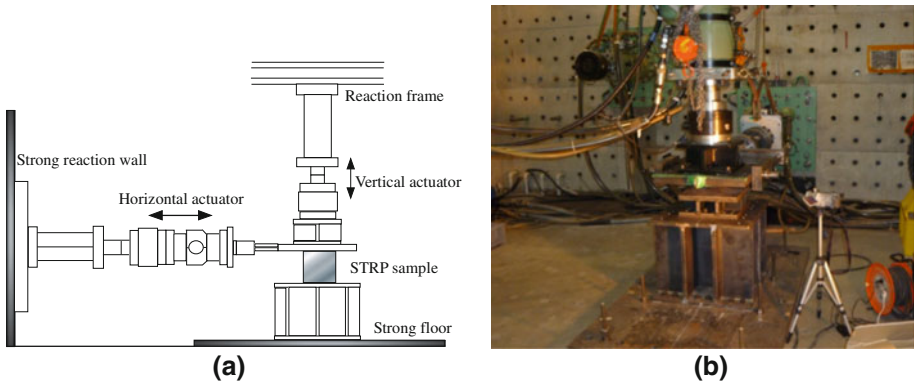 Reaction frame
Strong reaction wall
Vertical actuator
Horizontal actuator
STRP sample
Strong floor
(a)
(b)